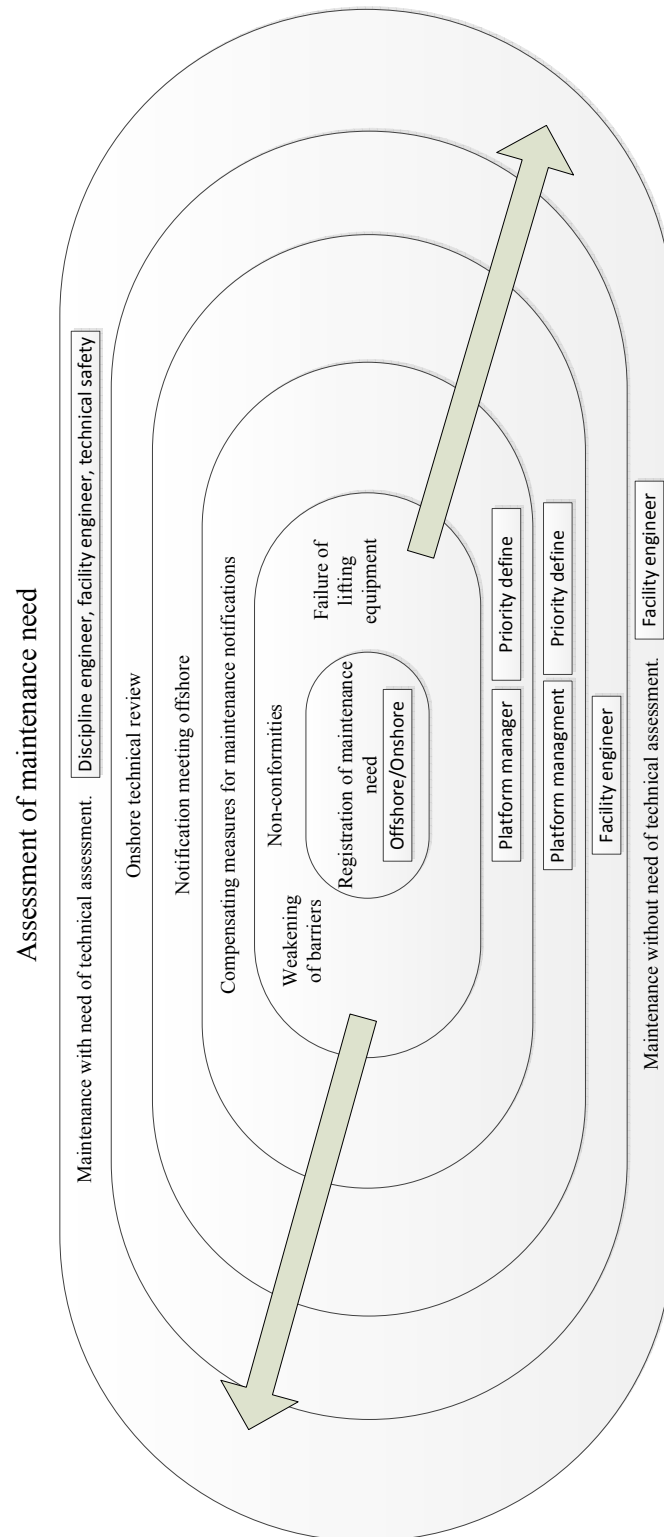 Assessment of maintenance need
Maintenance with need of technical assessment.
Discipline engineer, facility engineer, technical safety
Onshore technical review
Notification meeting offshore
Compensating measures for maintenance notifications
Non-conformities
Weakening
of barriers
Failure of
lifting
equipment
Registration of maintenance
need
Offshore/Onshore
Platform manager
Priority define
Platform managment
Priority define
Facility engineer
Maintenance without need of technical assessment.
Facility engineer